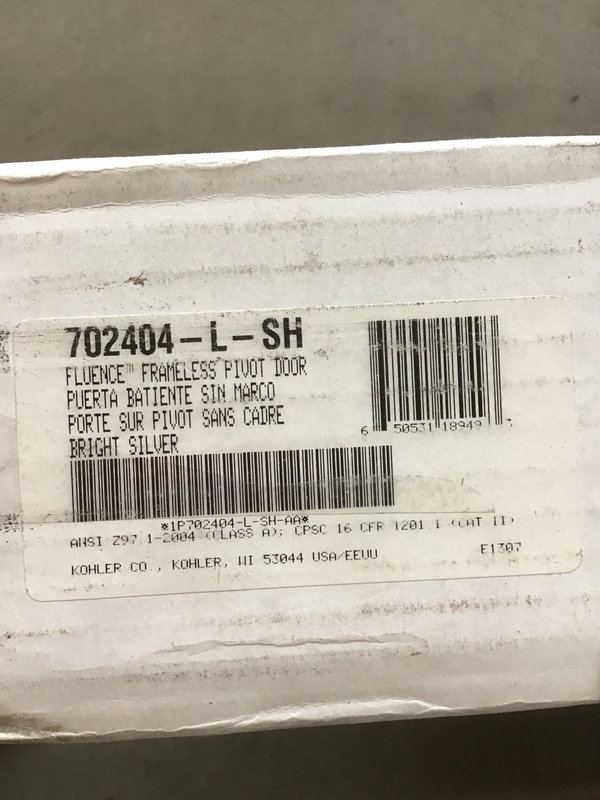 702404-L-SH
FLUENCE™ FRAMELESS PIVOT DOOR
PUERTA BATIENTE SIN MARCO
PORTE SUR PIVOT SANS CADRE
BRIGHT SILVER
6 50531 18949 3
*1P702404-L-SH-AA*
ANSI Z97.1-2004 (CLASS A); CPSC 16 CFR 1201.1 (CAT II)
KOHLER CO., KOHLER, WI 53044 USA/EEUU
E1307